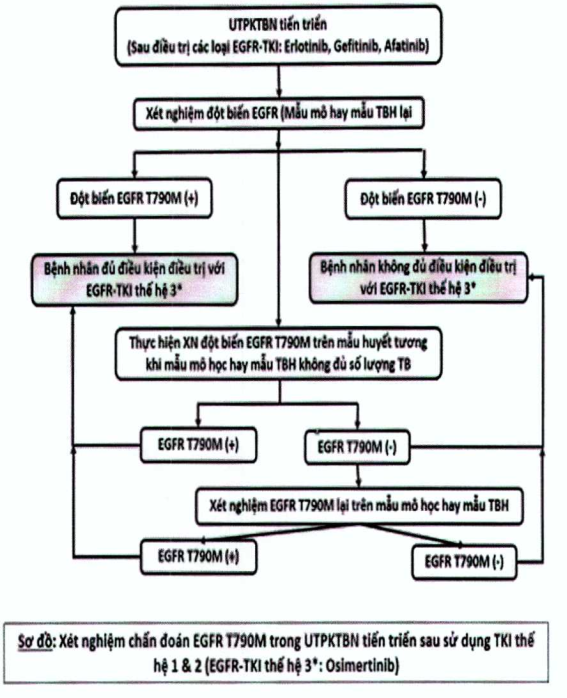 UTPKTBN tiến triển
(Sau điều trị các loại EGFR-TKI: Erlotinib, Gefitinib, Afatinib)
Xét nghiệm đột biến EGFR (Mẫu mô hay mẫu TBH lại
Đột biến EGFR T790M (+)
Đột biến EGFR T790M (-)
Bệnh nhân đủ điều kiện điều trị với
EGFR-TKI thế hệ 3*
Bệnh nhân không đủ điều kiện điều trị
với EGFR-TKI thế hệ 3*
Thực hiện XN đột biến EGFR T790M trên mẫu huyết tương
khi mẫu mô học hay mẫu TBH không đủ số lượng TB
EGFR T790M (+)
EGFR T790M (-)
Xét nghiệm EGFR T790M lại trên mẫu mô học hay mẫu TBH
EGFR T790M (+)
EGFR T790M (-)
Sơ đồ: Xét nghiệm chẩn đoán EGFR T790M trong UTPKTBN tiến triển sau sử dụng TKI thế
hệ 1 & 2 (EGFR-TKI thế hệ 3*: Osimertinib)